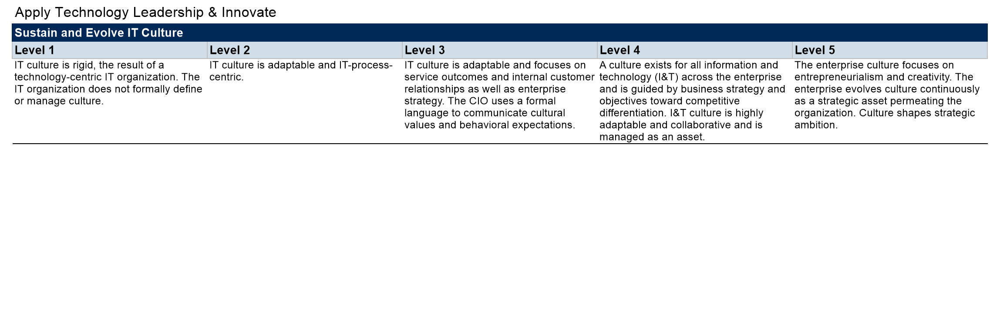 Apply Technology Leadership & Innovate
Sustain and Evolve IT Culture
Level 1
Level 2
Level 3
Level 4
Level 5
IT culture is rigid, the result of a
technology-centric IT organization. The
IT organization does not formally define
or manage culture.
IT culture is adaptable and IT-process-
centric.
IT culture is adaptable and focuses on
service outcomes and internal customer
relationships as well as enterprise
strategy. The CIO uses a formal
language to communicate cultural
values and behavioral expectations.
A culture exists for all information and
technology (I&T) across the enterprise
and is guided by business strategy and
objectives toward competitive
differentiation. I&T culture is highly
adaptable and collaborative and is
managed as an asset.
The enterprise culture focuses on
entrepreneurialism and creativity. The
enterprise evolves culture continuously
as a strategic asset permeating the
organization. Culture shapes strategic
ambition.